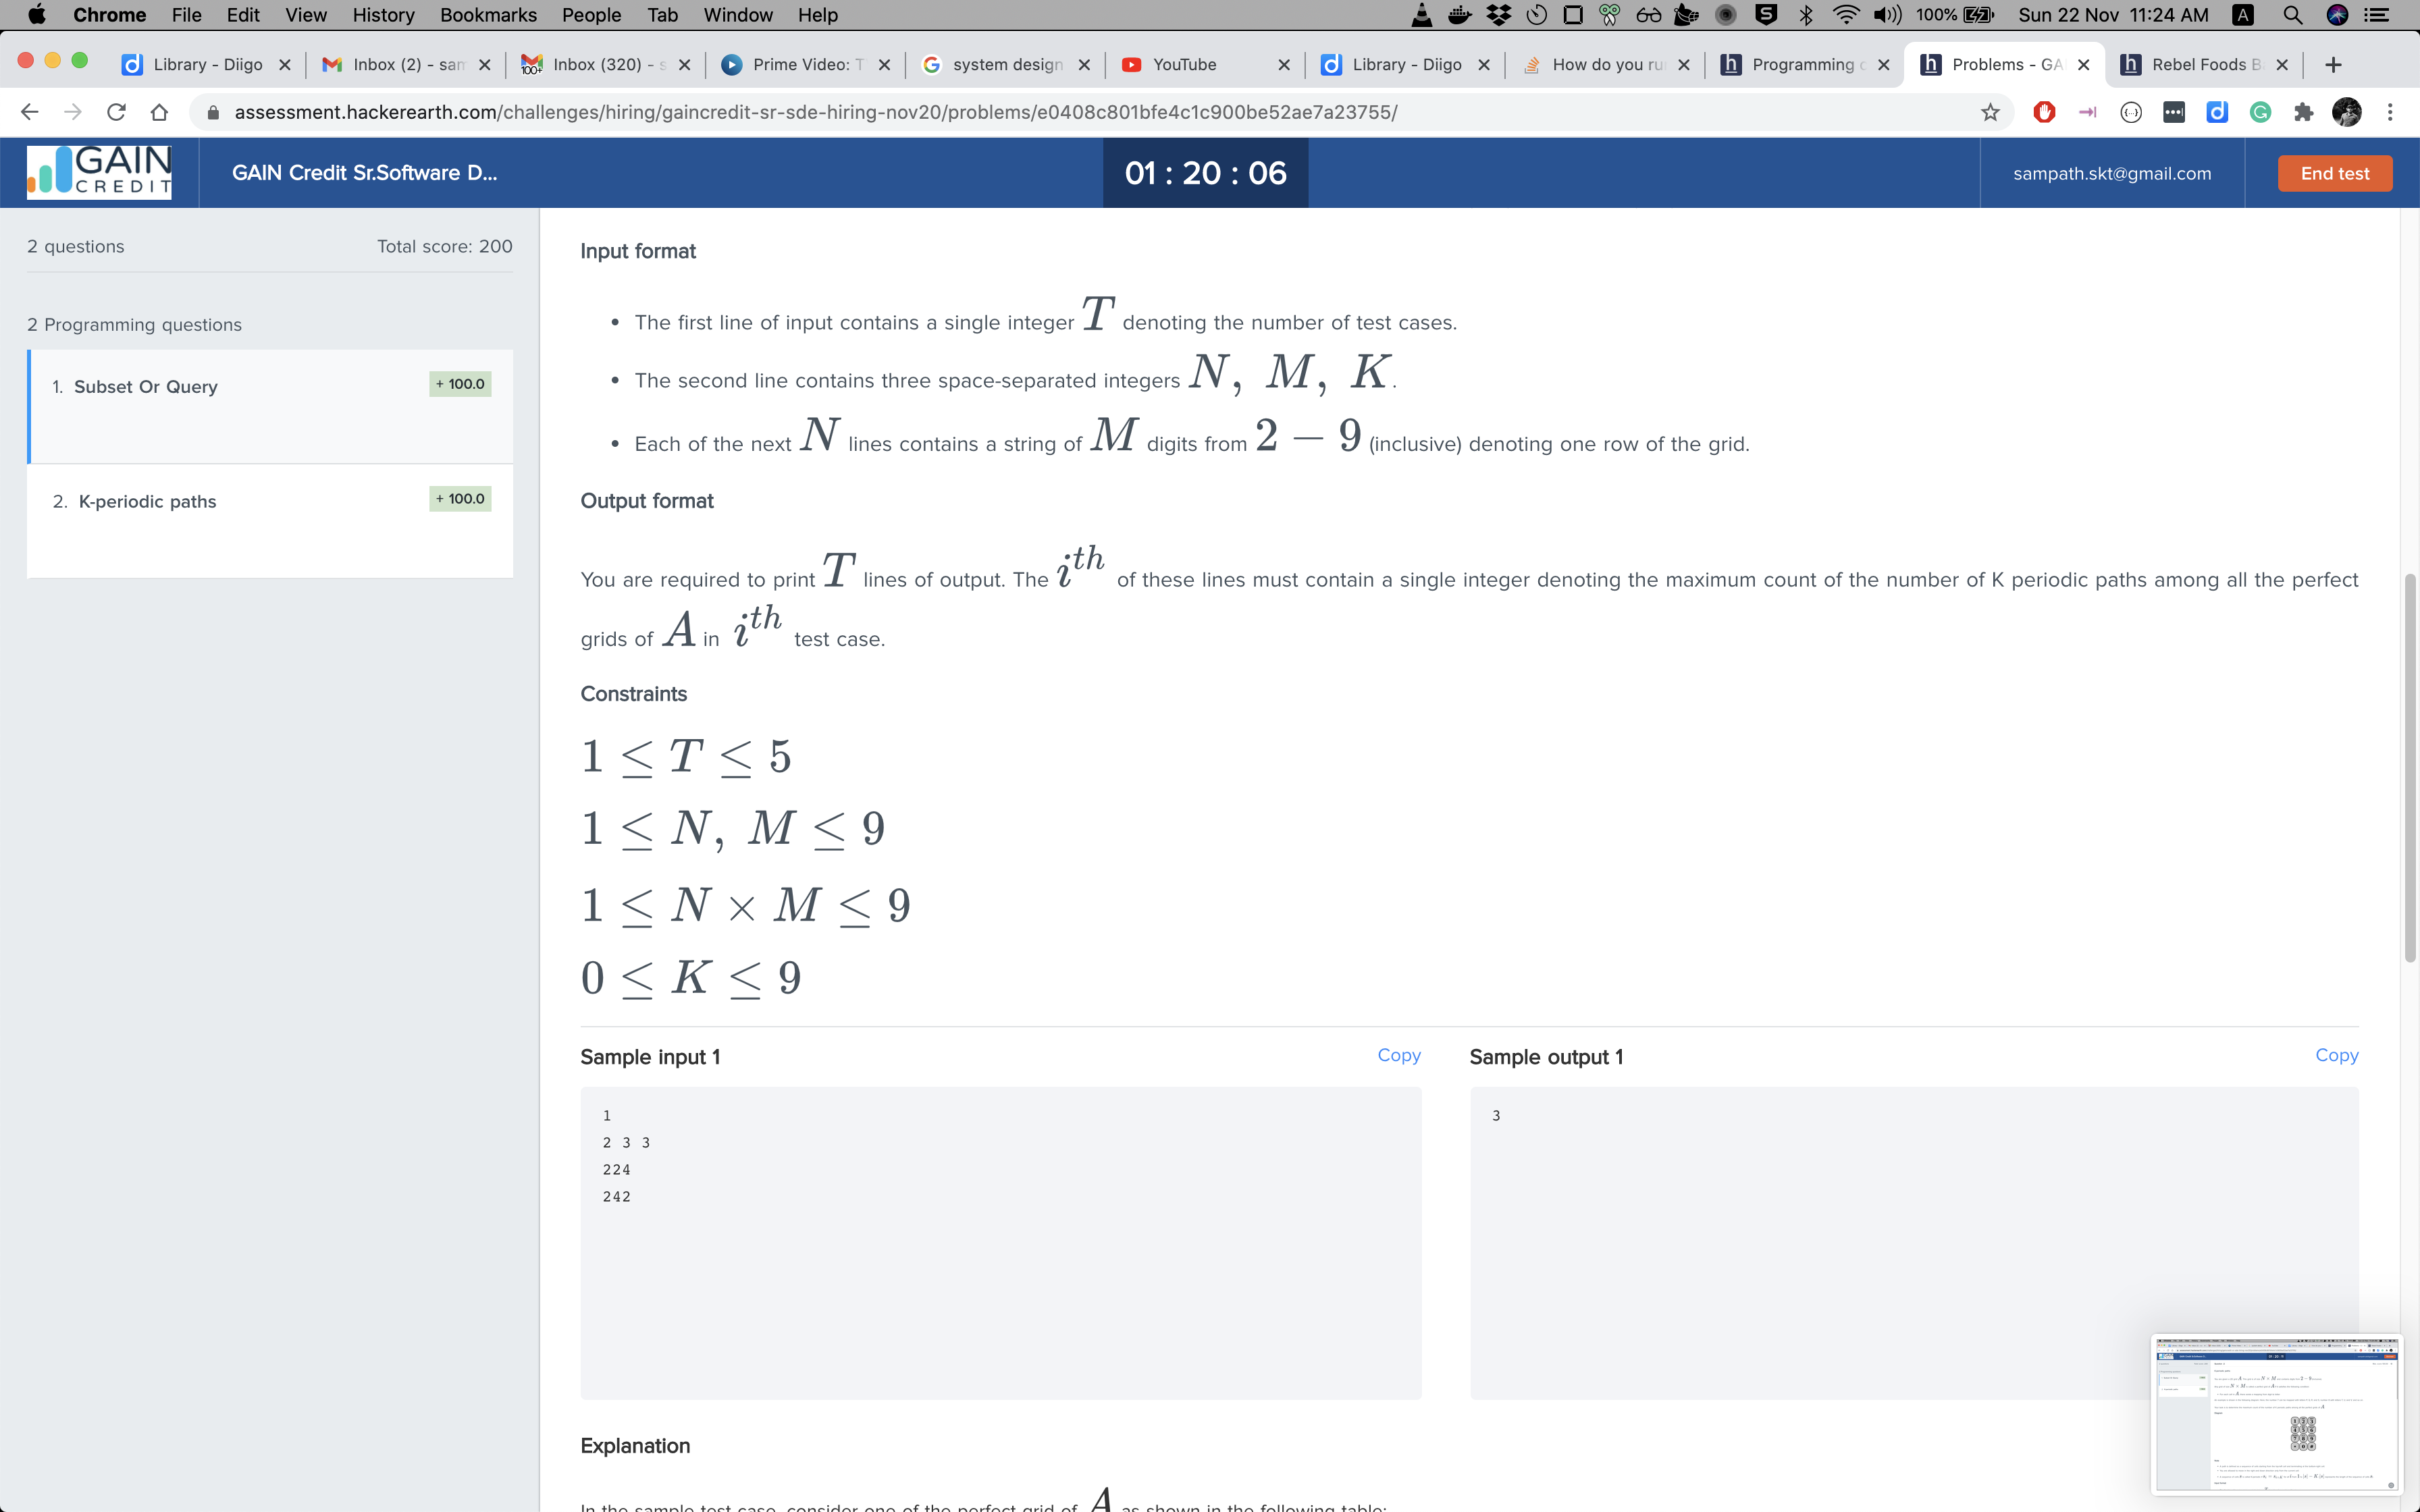 Chrome File Edit View History Bookmarks People Tab Window Help 100% Sun 22 Nov 11:24 AM A
Library - Diigo Inbox (2) - sam Inbox (320) - s Prime Video: T system design YouTube Library - Diigo How do you ru Programming c Problems - GA Rebel Foods B
assessment.hackerearth.com/challenges/hiring/gaincredit-sr-sde-hiring-nov20/problems/e0408c801bfe4c1c900be52ae7a23755/
GAIN CREDIT
GAIN Credit Sr.Software D...
01 : 20 : 06
sampath.skt@gmail.com
End test
2 questions Total score: 200
2 Programming questions
1. Subset Or Query + 100.0
2. K-periodic paths + 100.0
Input format
• The first line of input contains a single integer T denoting the number of test cases.
• The second line contains three space-separated integers N, M, K.
• Each of the next N lines contains a string of M digits from 2 − 9 (inclusive) denoting one row of the grid.
Output format
You are required to print T lines of output. The i^th of these lines must contain a single integer denoting the maximum count of the number of K periodic paths among all the perfect
grids of A in i^th test case.
Constraints
1 ≤ T ≤ 5
1 ≤ N, M ≤ 9
1 ≤ N × M ≤ 9
0 ≤ K ≤ 9
Sample input 1 Copy
1
2 3 3
224
242
Sample output 1 Copy
3
Explanation
In the sample test case, consider one of the perfect grid of A as shown in the following table: